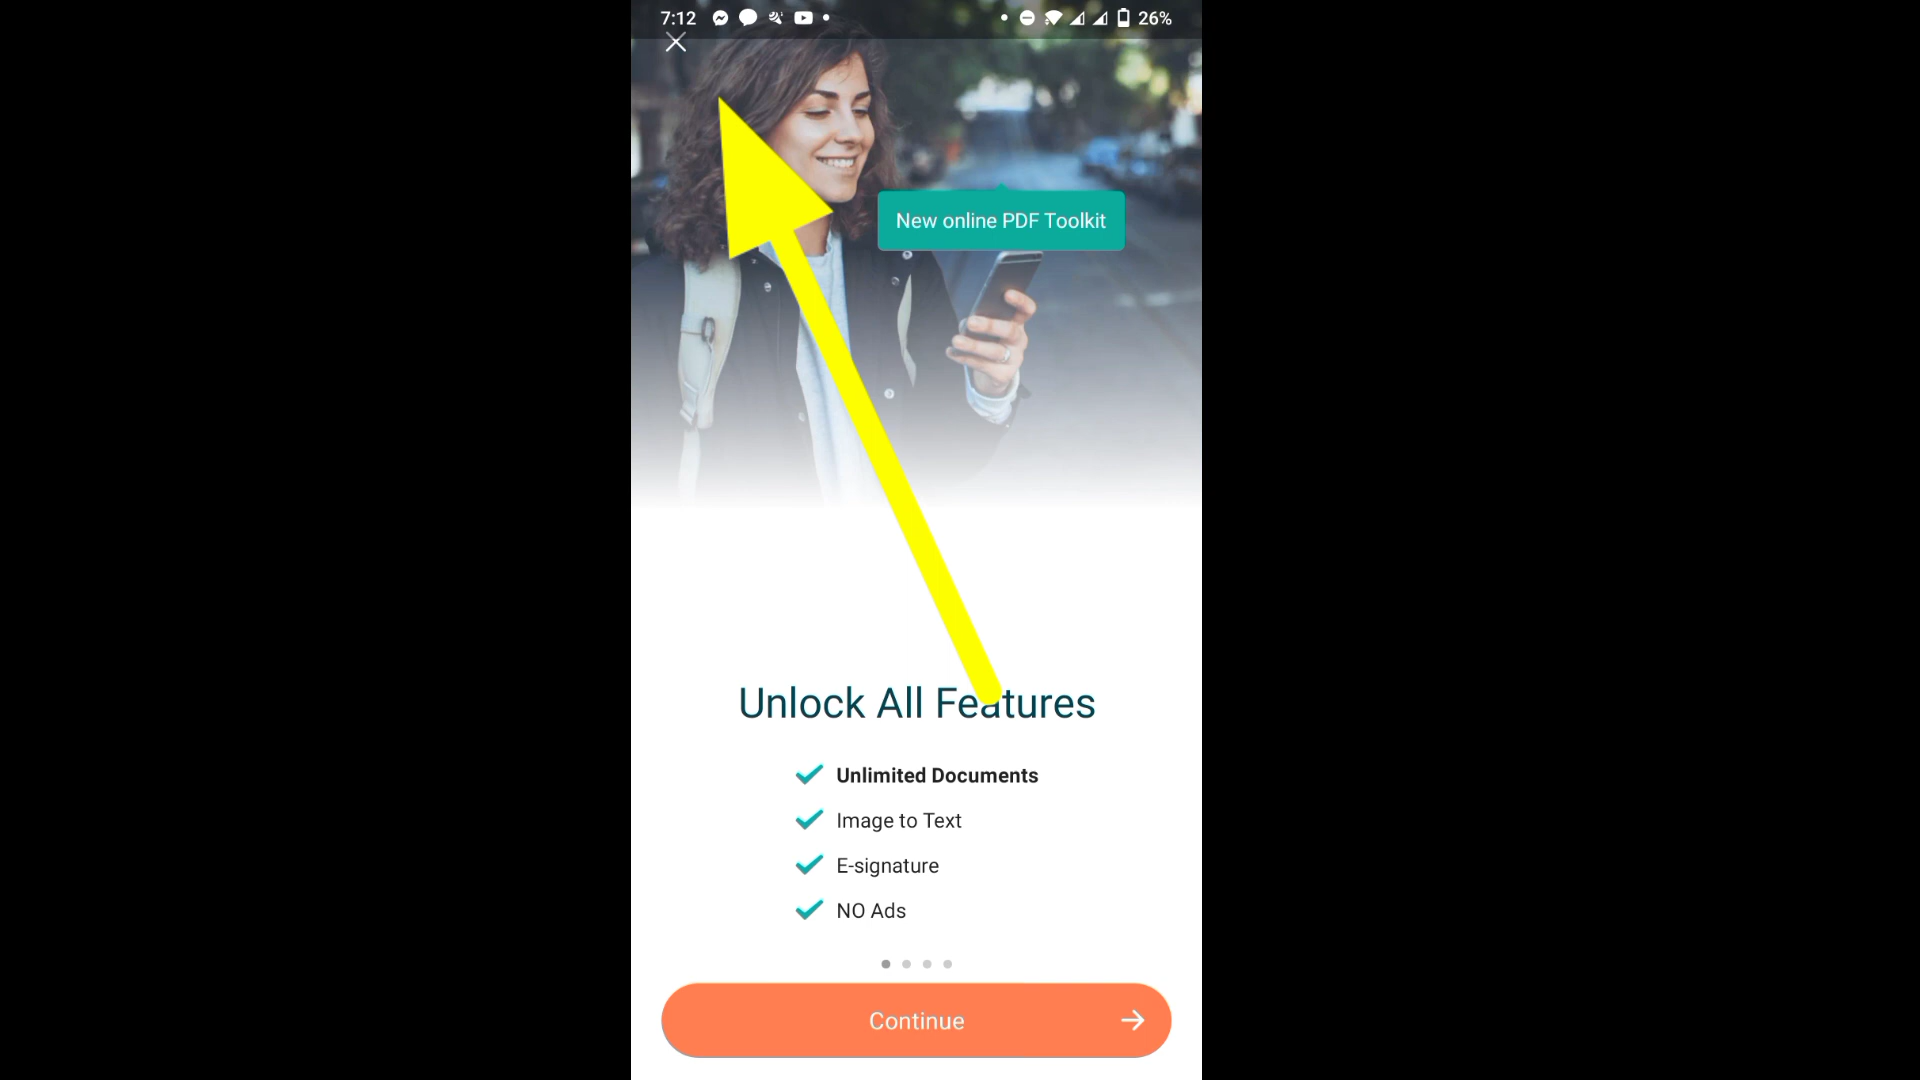 7:12
26%
New online PDF Toolkit
Unlock All Features
Unlimited Documents
Image to Text
E-signature
NO Ads
Continue